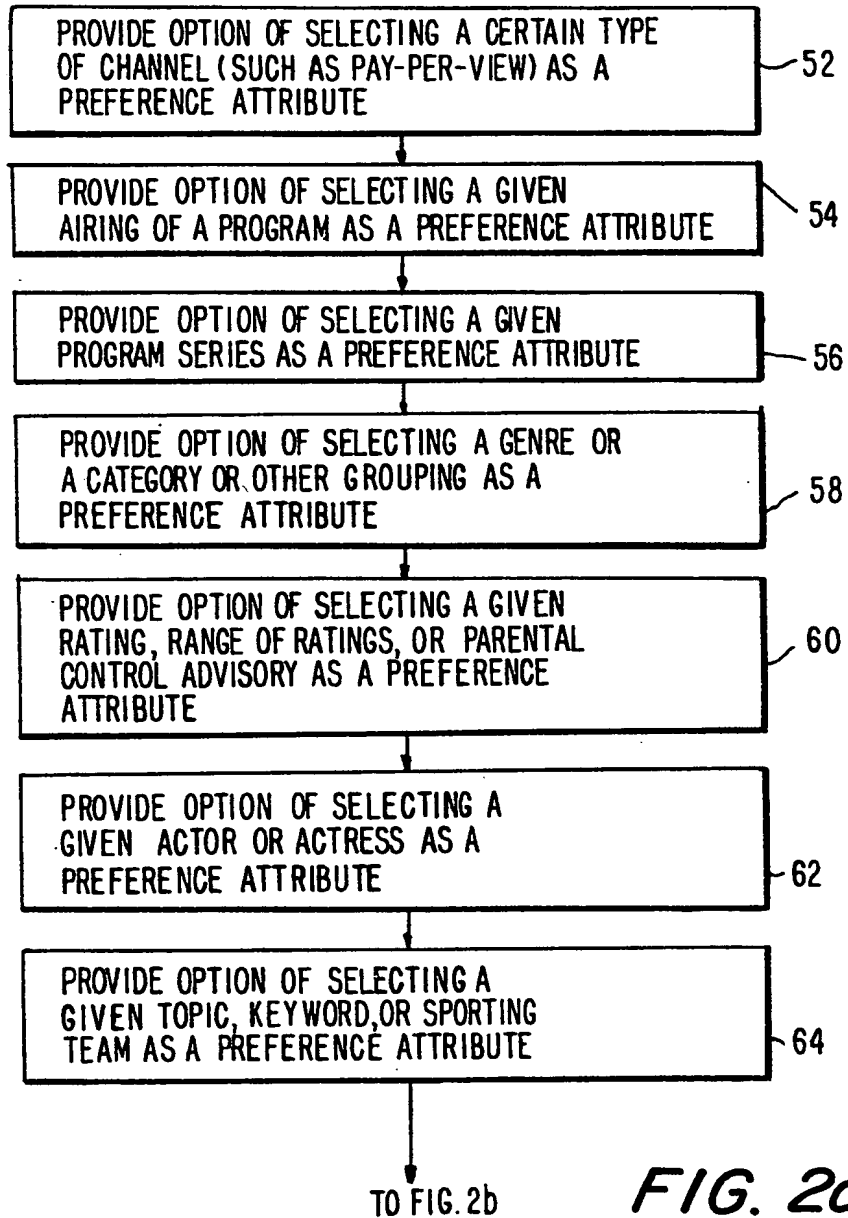 PROVIDE OPTION OF SELECTING A CERTAIN TYPE
OF CHANNEL (SUCH AS PAY-PER-VIEW) AS A
PREFERENCE ATTRIBUTE
52
PROVIDE OPTION OF SELECTING A GIVEN
AIRING OF A PROGRAM AS A PREFERENCE ATTRIBUTE
54
PROVIDE OPTION OF SELECTING A GIVEN
PROGRAM SERIES AS A PREFERENCE ATTRIBUTE
56
PROVIDE OPTION OF SELECTING A GENRE OR
A CATEGORY OR OTHER GROUPING AS A
PREFERENCE ATTRIBUTE
58
PROVIDE OPTION OF SELECTING A GIVEN
RATING, RANGE OF RATINGS, OR PARENTAL
CONTROL ADVISORY AS A PREFERENCE
ATTRIBUTE
60
PROVIDE OPTION OF SELECTING A
GIVEN ACTOR OR ACTRESS AS A
PREFERENCE ATTRIBUTE
62
PROVIDE OPTION OF SELECTING A
GIVEN TOPIC, KEYWORD, OR SPORTING
TEAM AS A PREFERENCE ATTRIBUTE
64
TO FIG. 2b
FIG. 2a